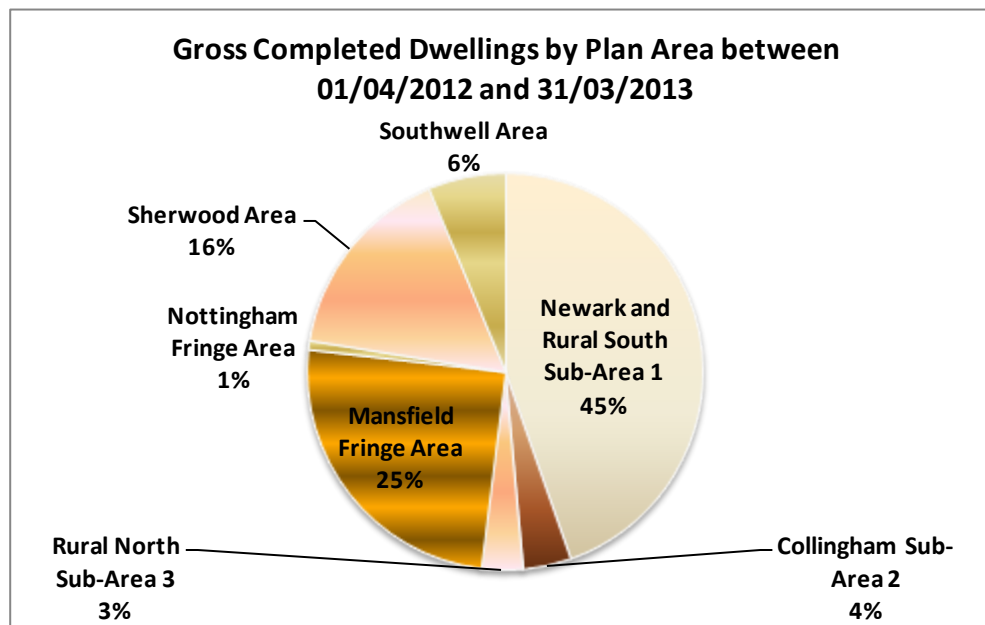 Gross Completed Dwellings by Plan Area between
01/04/2012 and 31/03/2013
Southwell Area
6%
Sherwood Area
16%
Nottingham
Fringe Area
1%
Newark and
Rural South
Sub-Area 1
45%
Mansfield
Fringe Area
25%
Rural North
Sub-Area 3
3%
Collingham Sub-
Area 2
4%